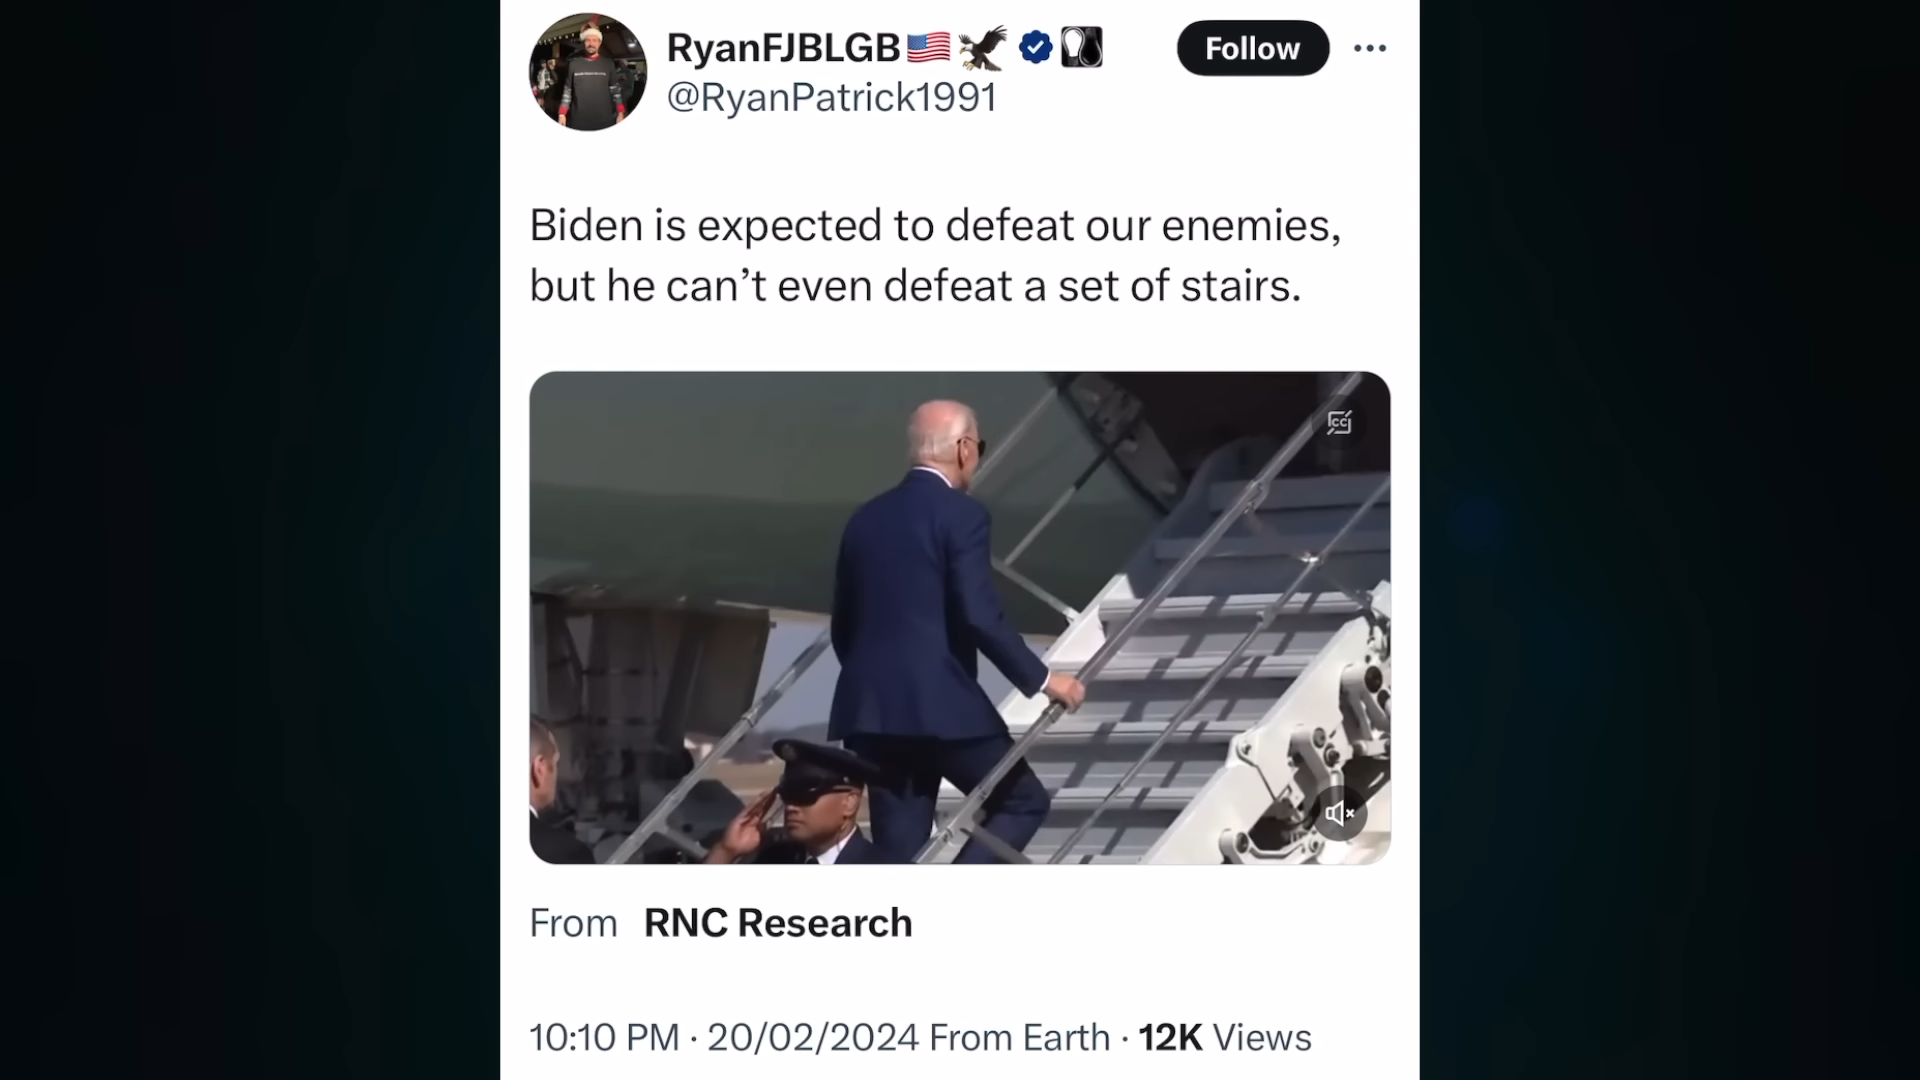 RyanFJBLGB🇺🇸🦅
Follow
@RyanPatrick1991
Biden is expected to defeat our enemies,
but he can’t even defeat a set of stairs.
CC
From RNC Research
10:10 PM · 20/02/2024 From Earth · 12K Views